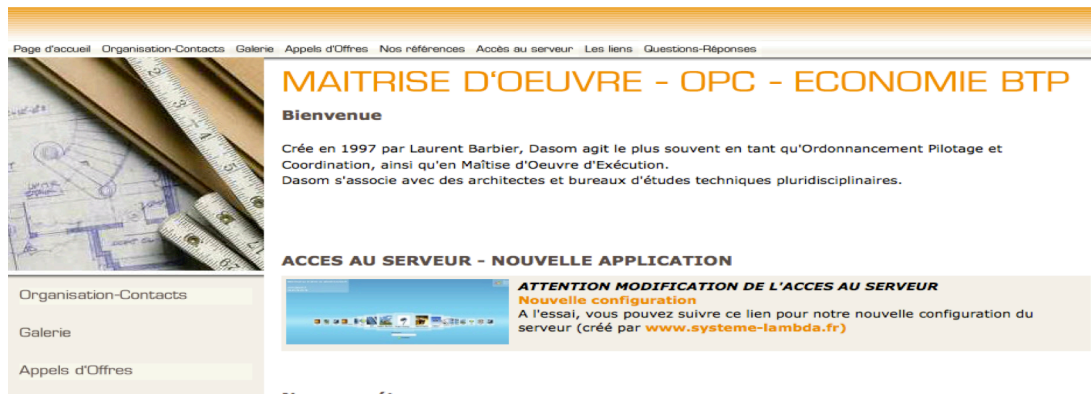 Page d'accueil Organisation-Contacts Galerie Appels d'Offres Nos références Accès au serveur Les liens Questions-Réponses
MAITRISE D'OEUVRE - OPC - ECONOMIE BTP
Bienvenue
Crée en 1997 par Laurent Barbier, Dasom agit le plus souvent en tant qu'Ordonnancement Pilotage et
Coordination, ainsi qu'en Maîtise d'Oeuvre d'Exécution.
Dasom s'associe avec des architectes et bureaux d'études techniques pluridisciplinaires.
ACCES AU SERVEUR - NOUVELLE APPLICATION
ATTENTION MODIFICATION DE L'ACCES AU SERVEUR
Nouvelle configuration
A l'essai, vous pouvez suivre ce lien pour notre nouvelle configuration du
serveur (créé par www.systeme-lambda.fr)
Organisation-Contacts
Galerie
Appels d'Offres